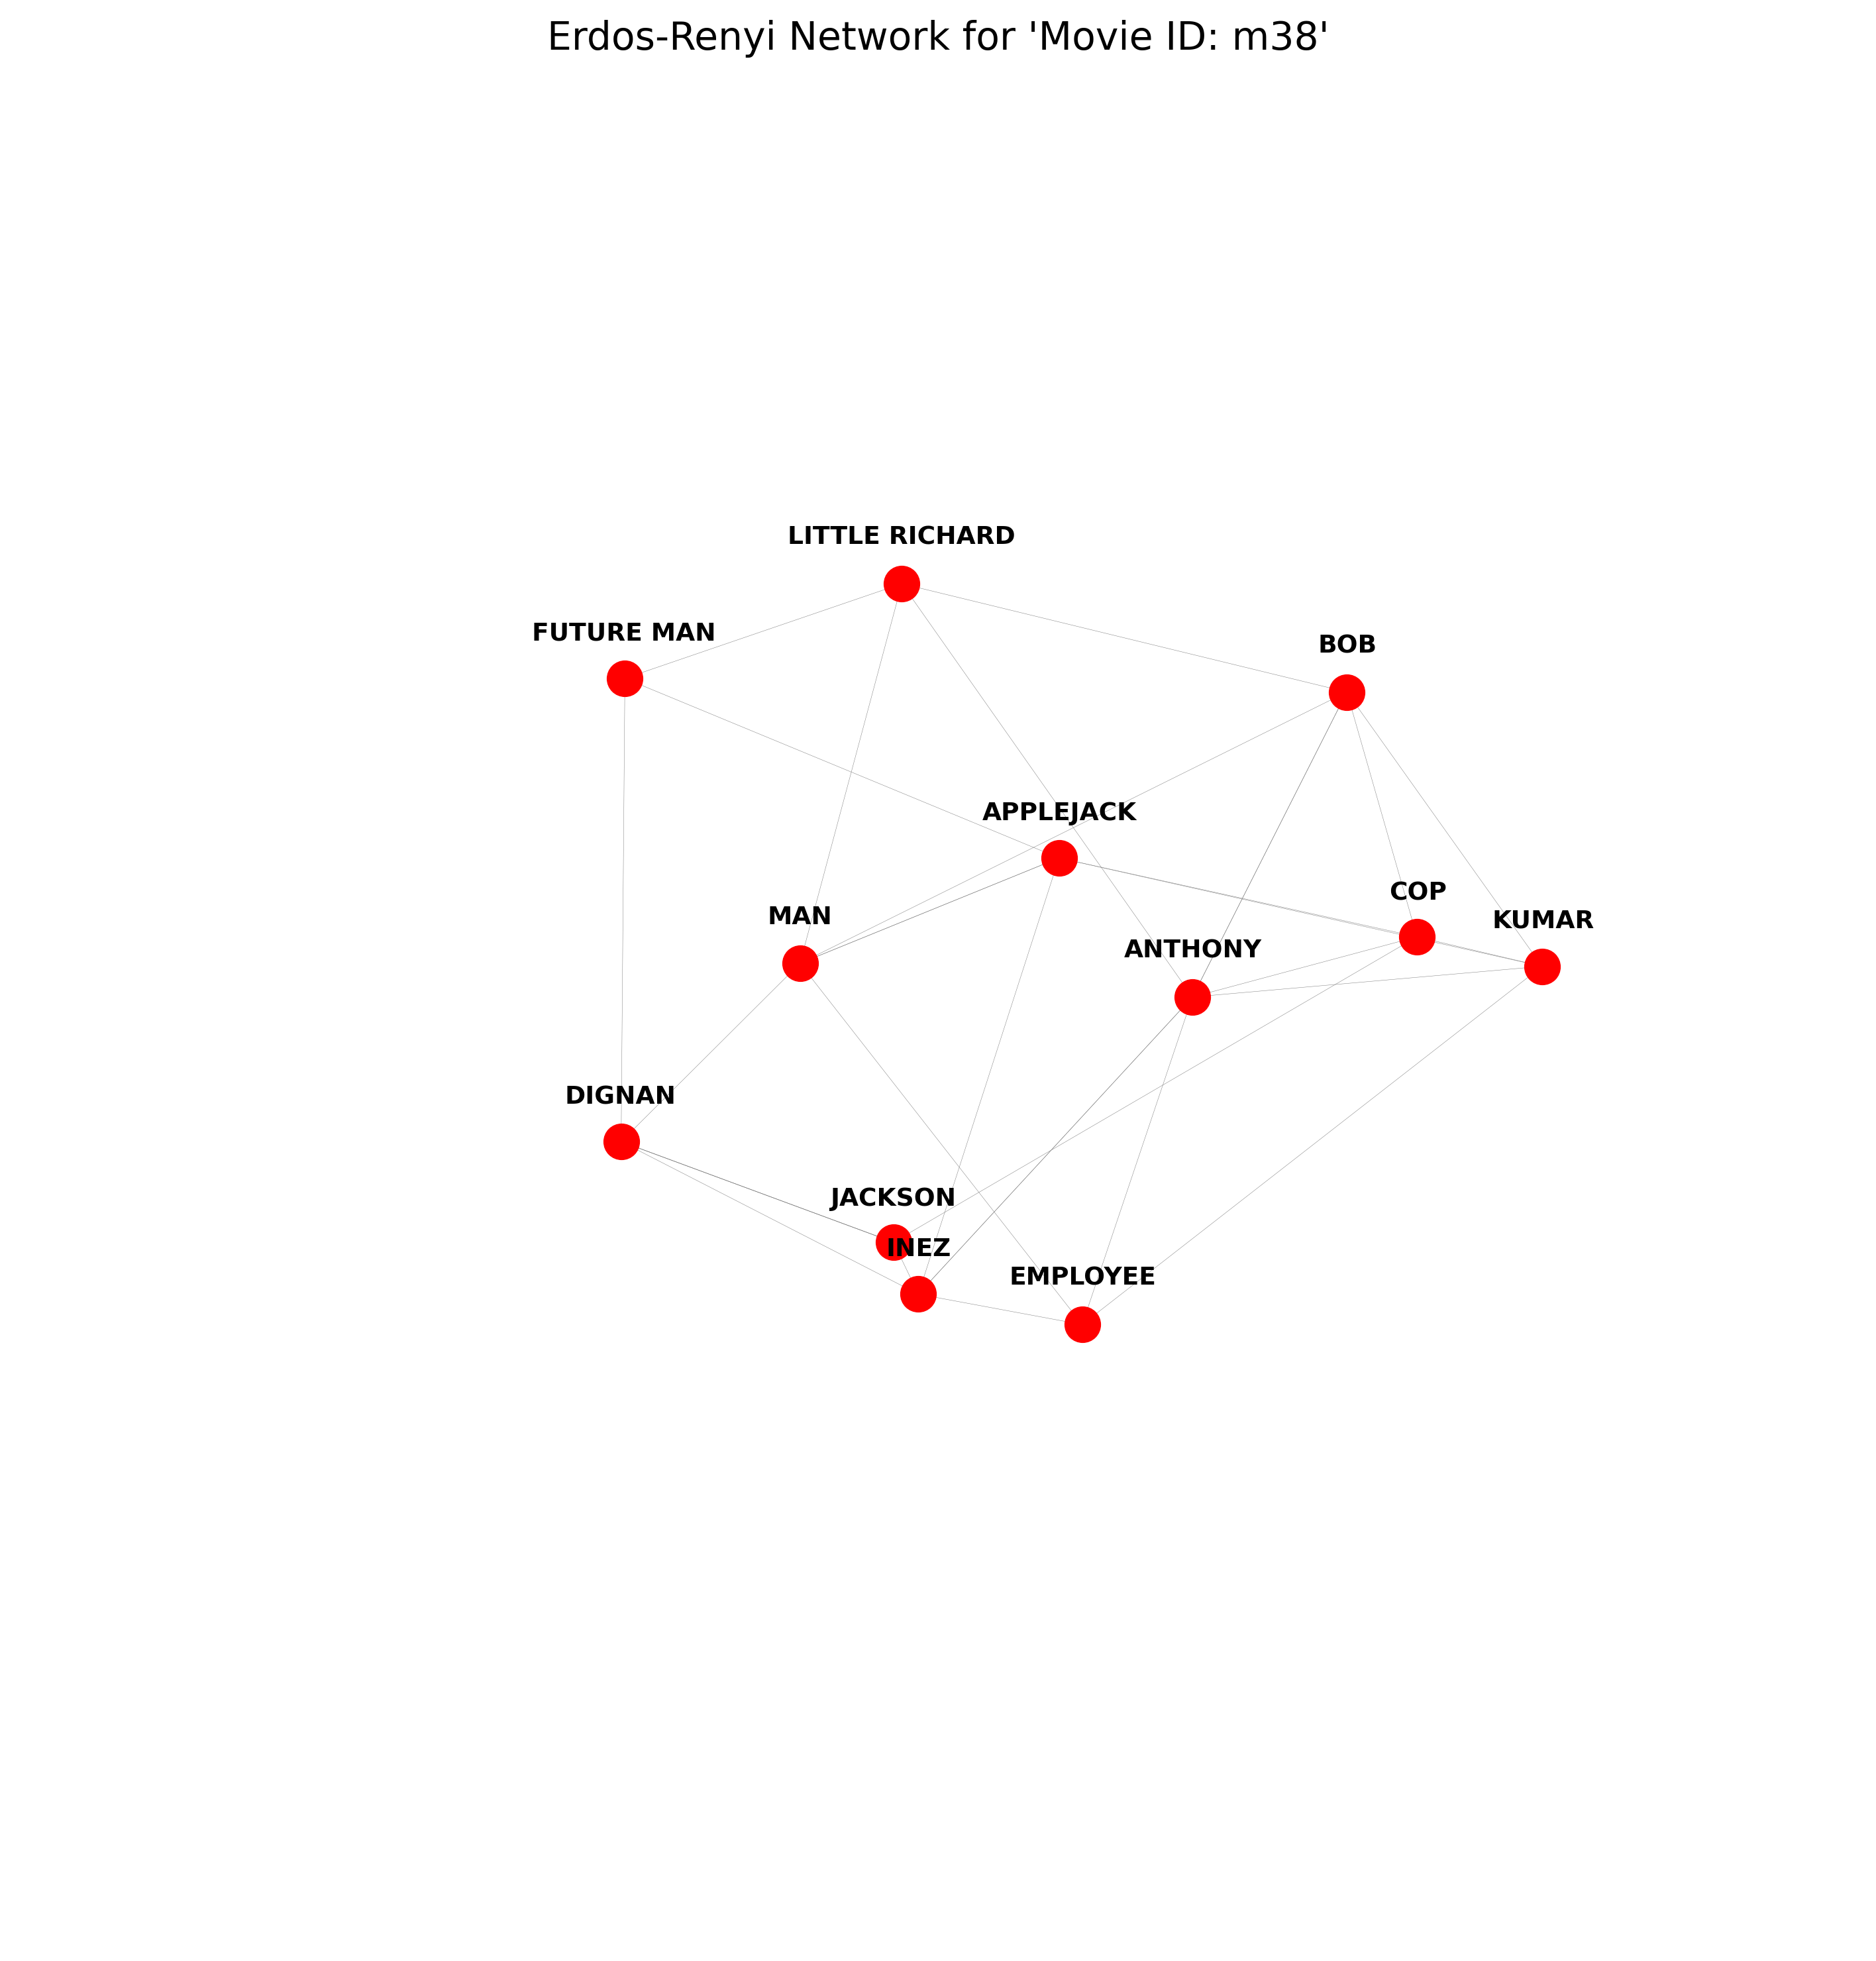 Erdos-Renyi Network for 'Movie ID: m38'
LITTLE RICHARD
FUTURE MAN
BOB
APPLEJACK
COP
MAN
KUMAR
ANTHONY
DIGNAN
JACKSON
INEZ
EMPLOYEE